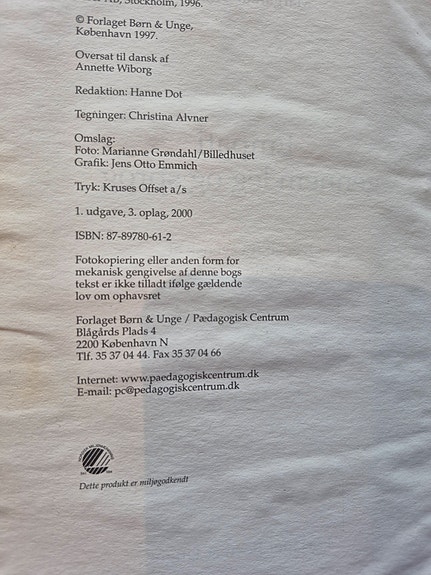 AB, Stockholm, 1996.
© Forlaget Børn & Unge,
København 1997.
Oversat til dansk af
Annette Wiborg
Redaktion: Hanne Dot
Tegninger: Christina Alvner
Omslag:
Foto: Marianne Grøndahl/Billedhuset
Grafik: Jens Otto Emmich
Tryk: Kruses Offset a/s
1. udgave, 3. oplag, 2000
ISBN: 87-89780-61-2
Fotokopiering eller anden form for
mekanisk gengivelse af denne bogs
tekst er ikke tilladt ifølge gældende
lov om ophavsret
Forlaget Børn & Unge / Pædagogisk Centrum
Blågårds Plads 4
2200 København N
Tlf. 35 37 04 44. Fax 35 37 04 66
Internet: www.paedagogiskcentrum.dk
E-mail: pc@pedagogiskcentrum.dk
Dette produkt er miljøgodkendt